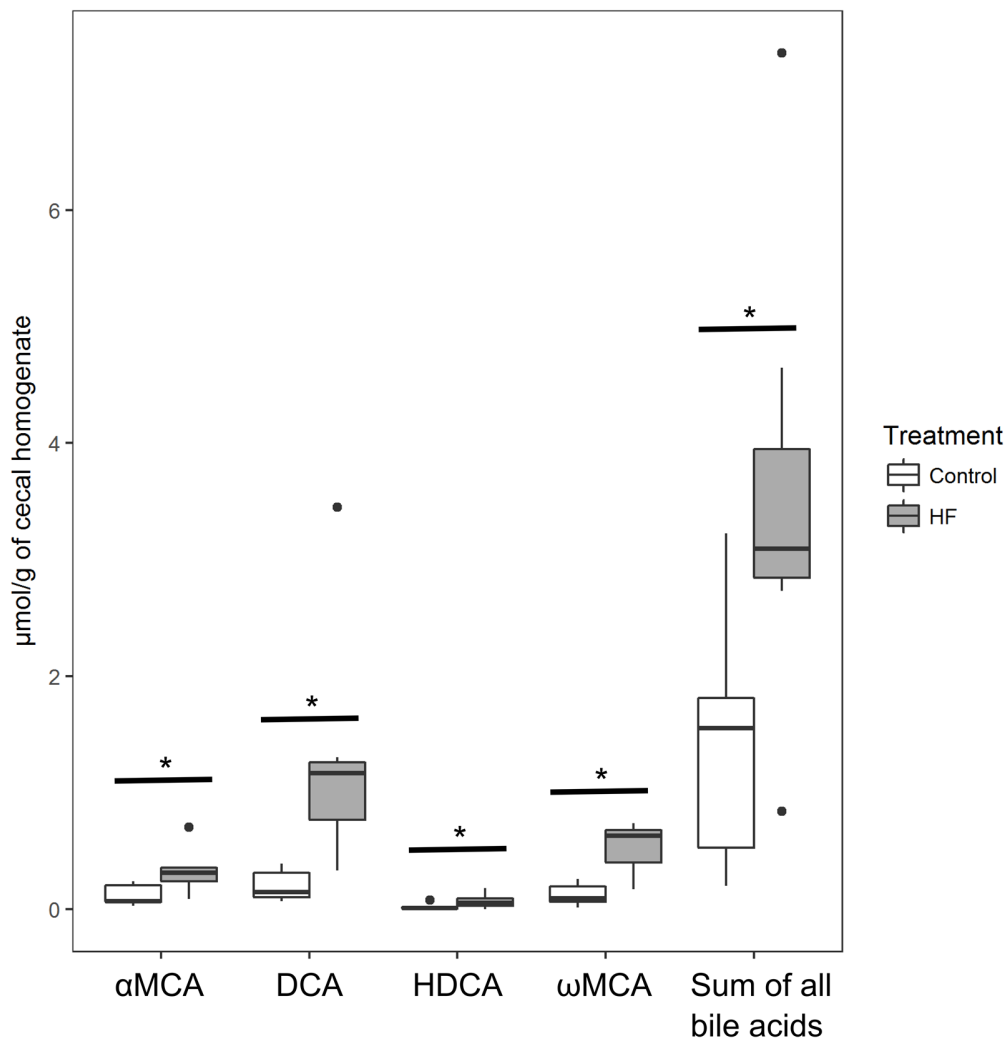 μmol/g of cecal homogenate
6
4
2
0
*
*
*
*
*
αMCA
DCA
HDCA
ωMCA
Sum of all
bile acids
Treatment
Control
HF